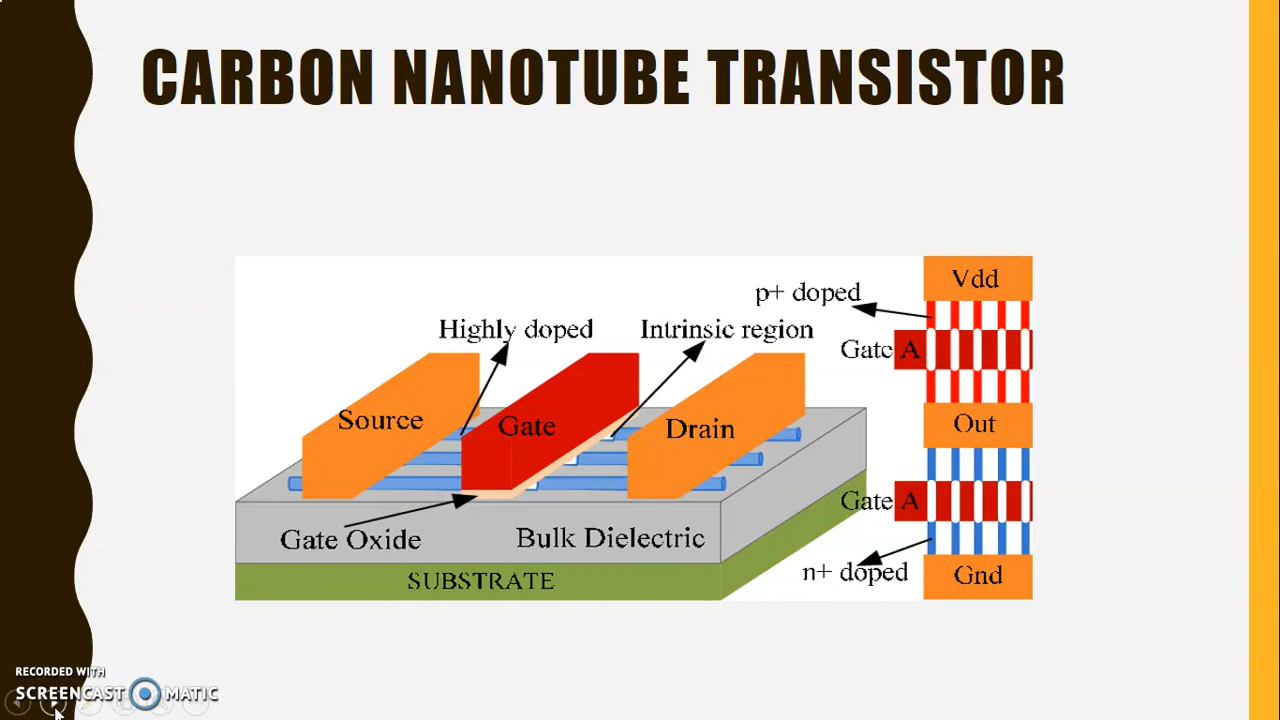 CARBON NANOTUBE TRANSISTOR
Highly doped
Intrinsic region
Source
Gate
Drain
Gate Oxide
Bulk Dielectric
SUBSTRATE
Vdd
p+ doped
Gate A
Out
Gate A
n+ doped
Gnd
RECORDED WITH
SCREENCAST MATIC